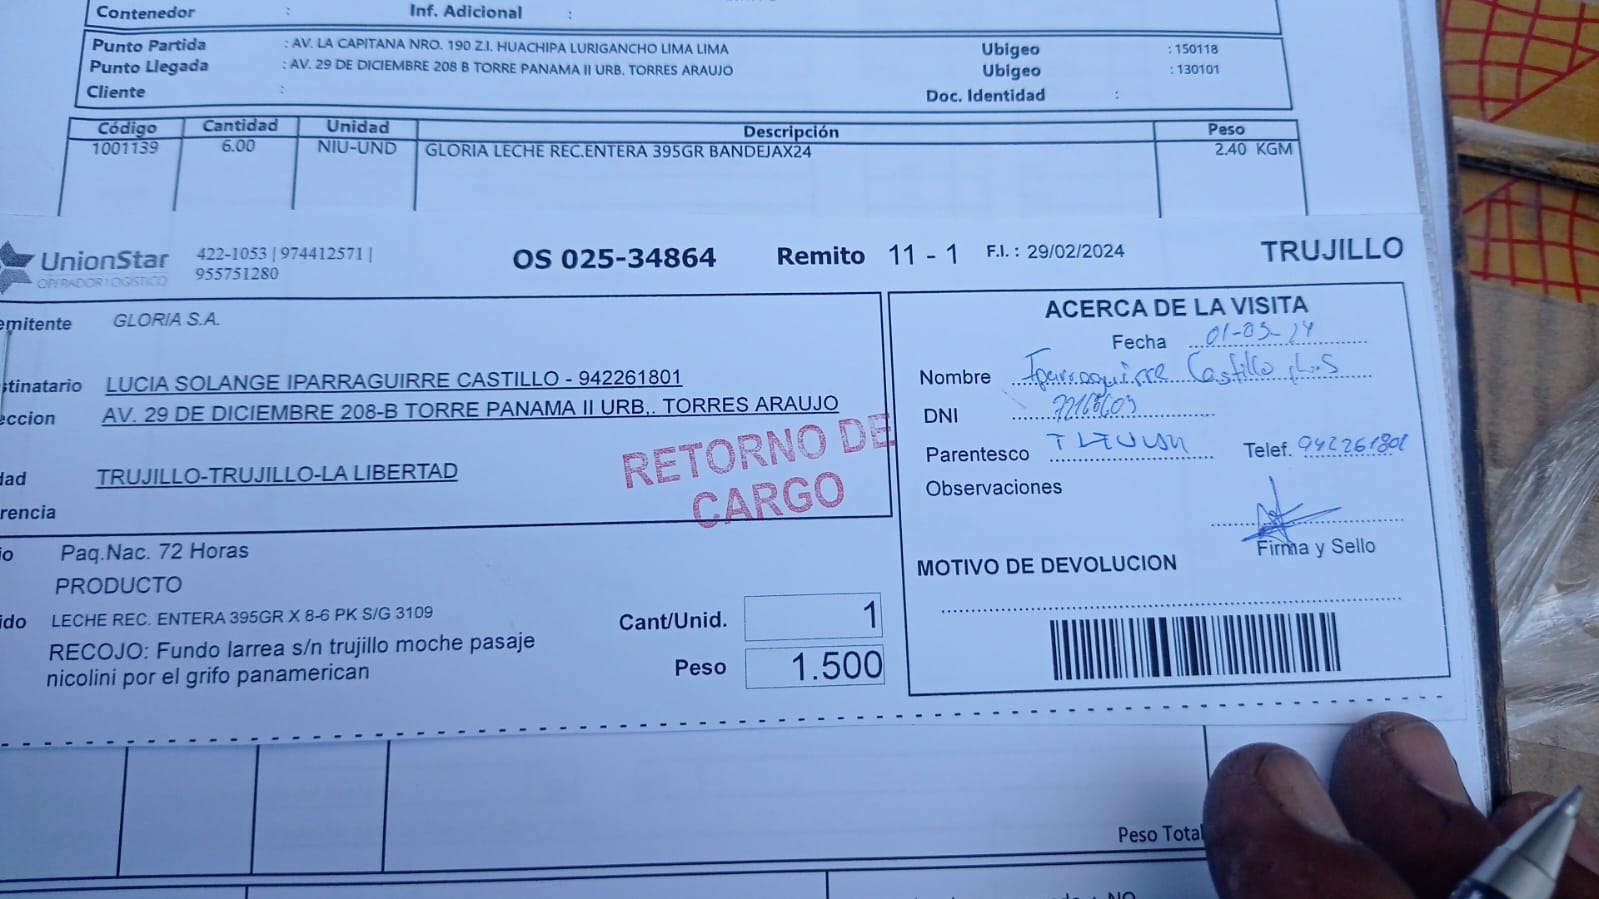 Contenedor : Inf. Adicional :
Punto Partida : AV. LA CAPITANA NRO. 190 Z.I. HUACHIPA LURIGANCHO LIMA LIMA Ubigeo : 150118
Punto Llegada : AV. 29 DE DICIEMBRE 208 B TORRE PANAMA II URB. TORRES ARAUJO Ubigeo : 130101
Cliente : Doc. Identidad :
Código Cantidad Unidad Descripción Peso
1001139 6.00 NIU-UND GLORIA LECHE REC.ENTERA 395GR BANDEJAX24 2.40 KGM
UnionStar 422-1053 | 974412571 | OS 025-34864 Remito 11 - 1 F.I. : 29/02/2024 TRUJILLO
OPERADOR LOGISTICO 955751280
emitente GLORIA S.A.
stinatario LUCIA SOLANGE IPARRAGUIRRE CASTILLO - 942261801
eccion AV. 29 DE DICIEMBRE 208-B TORRE PANAMA II URB,. TORRES ARAUJO
dad TRUJILLO-TRUJILLO-LA LIBERTAD
rencia
RETORNO DE
CARGO
io Paq.Nac. 72 Horas
PRODUCTO
ido LECHE REC. ENTERA 395GR X 8-6 PK S/G 3109
RECOJO: Fundo larrea s/n trujillo moche pasaje
nicolini por el grifo panamerican
Cant/Unid. 1
Peso 1.500
ACERCA DE LA VISITA
Fecha 01-03-24
Nombre Iparraguirre Castillo
DNI
Parentesco Telef. 942261801
Observaciones
Firma y Sello
MOTIVO DE DEVOLUCION
Peso Total
: NO